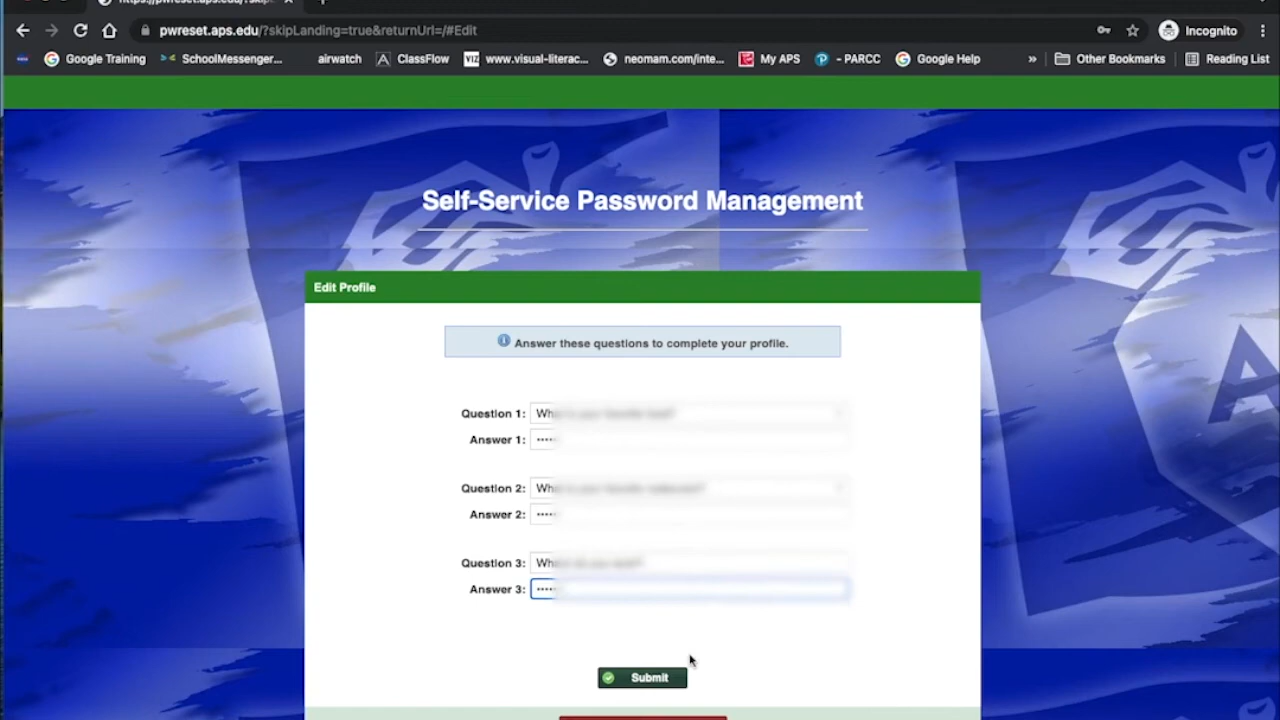 pwreset.aps.edu/?skipLanding=true&returnUrl=/#Edit
Incognito
Google Training
SchoolMessenger...
airwatch
ClassFlow
VIZ
www.visual-literac...
neomam.com/inte...
My APS
- PARCC
Google Help
»
Other Bookmarks
Reading List
Self-Service Password Management
Edit Profile
Answer these questions to complete your profile.
Question 1:
Answer 1: ••••
Question 2:
Answer 2: ••••
Question 3:
Answer 3: ••••
Submit